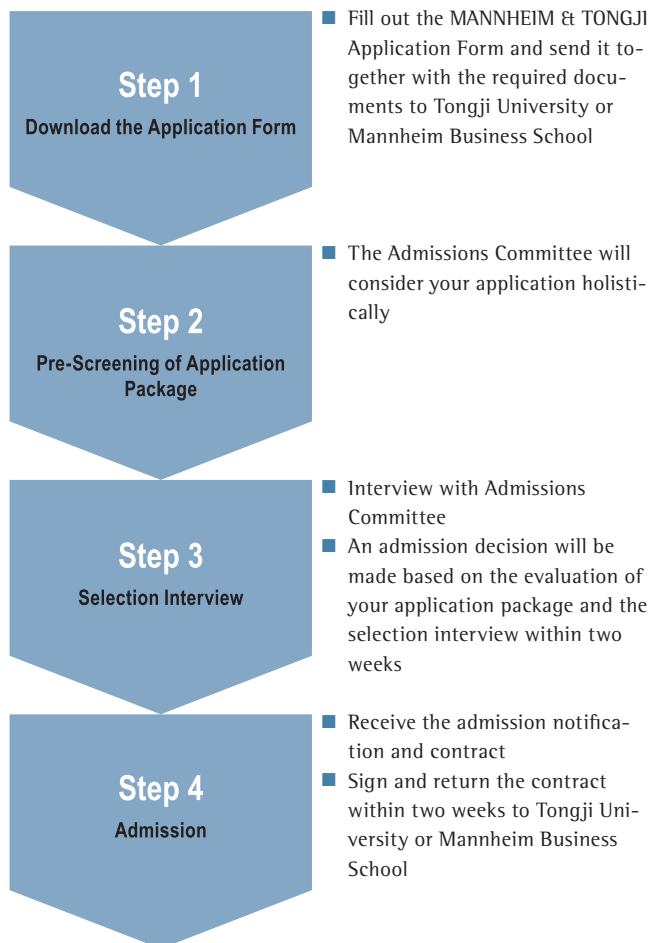 Step 1
Download the Application Form
■ Fill out the MANNHEIM & TONGJI
Application Form and send it to-
gether with the required docu-
ments to Tongji University or
Mannheim Business School
Step 2
Pre-Screening of Application
Package
■ The Admissions Committee will
consider your application holisti-
cally
Step 3
Selection Interview
■ Interview with Admissions
Committee
■ An admission decision will be
made based on the evaluation of
your application package and the
selection interview within two
weeks
Step 4
Admission
■ Receive the admission notifica-
tion and contract
■ Sign and return the contract
within two weeks to Tongji Uni-
versity or Mannheim Business
School